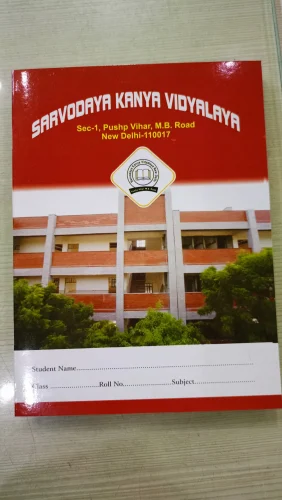 SARVODAYA KANYA VIDYALAYA
Sec-1, Pushp Vihar, M.B. Road
New Delhi-110017
Student Name
Class Roll No. Subject